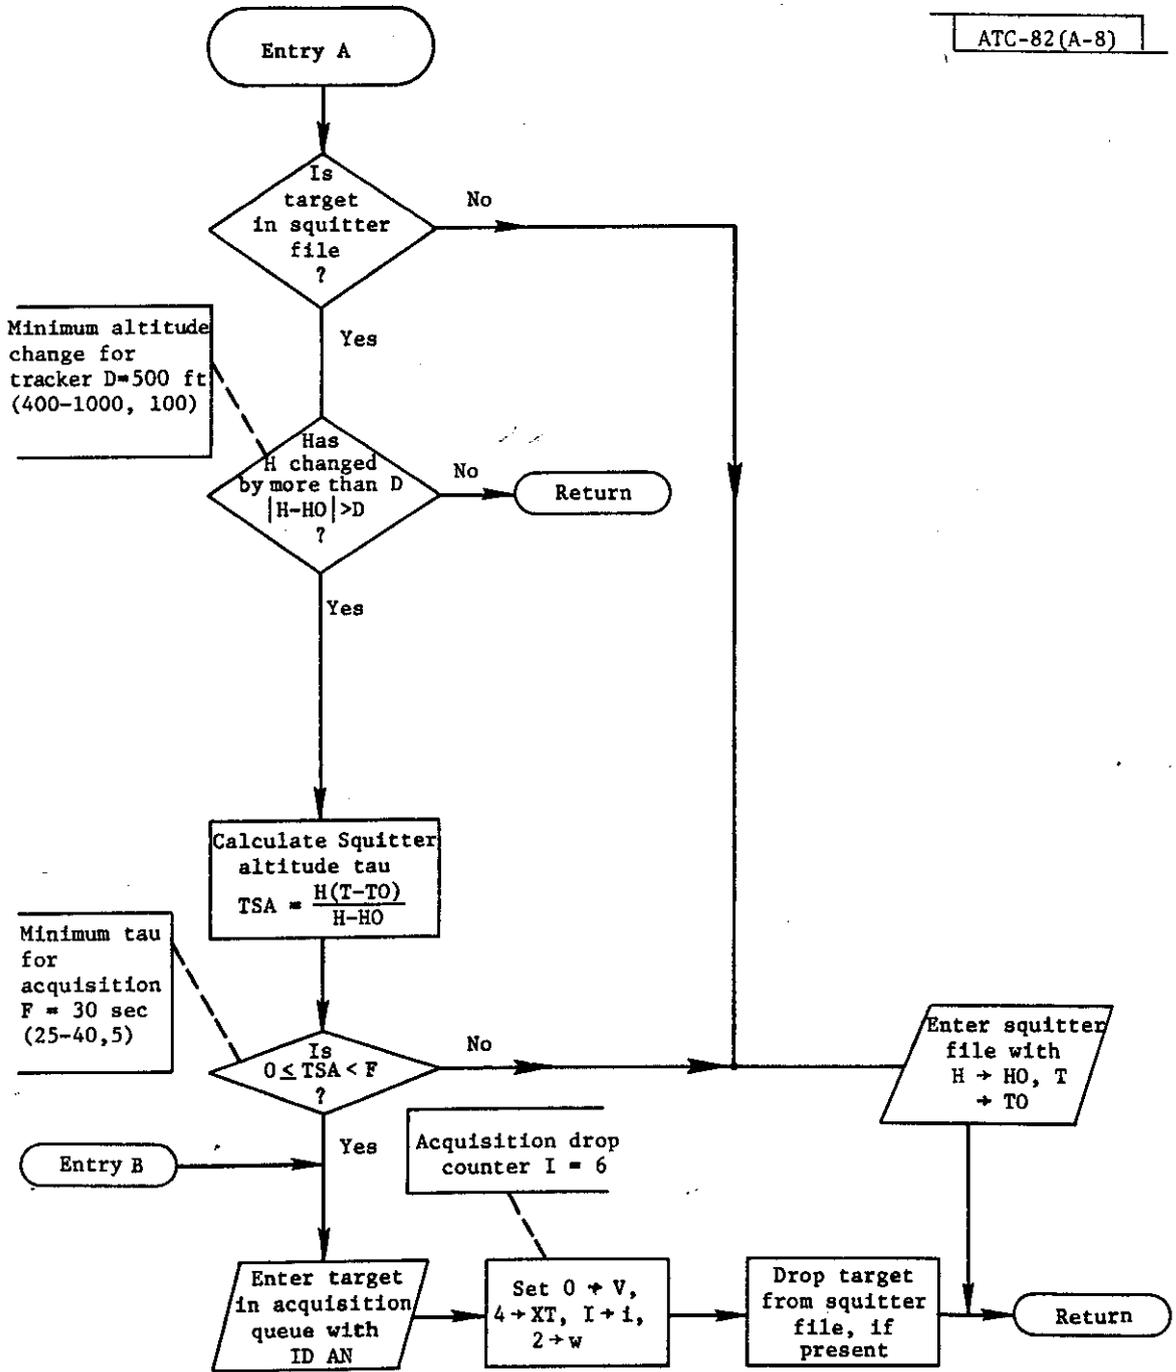 ATC-82(A-8)
Entry A
Is
target
in squitter
file
?
No
Yes
Minimum altitude
change for
tracker D=500 ft
(400-1000, 100)
Has
H changed
by more than D
|H-HO|>D
?
No
Return
Yes
Calculate Squitter
altitude tau
TSA = H(T-TO)
H-HO
Minimum tau
for
acquisition
F = 30 sec
(25-40,5)
Is
0 ≤ TSA < F
?
No
Enter squitter
file with
H → HO, T
→ TO
Yes
Entry B
Acquisition drop
counter I = 6
Enter target
in acquisition
queue with
ID AN
Set 0 → V,
4 → XT, I → i,
2 → w
Drop target
from squitter
file, if
present
Return